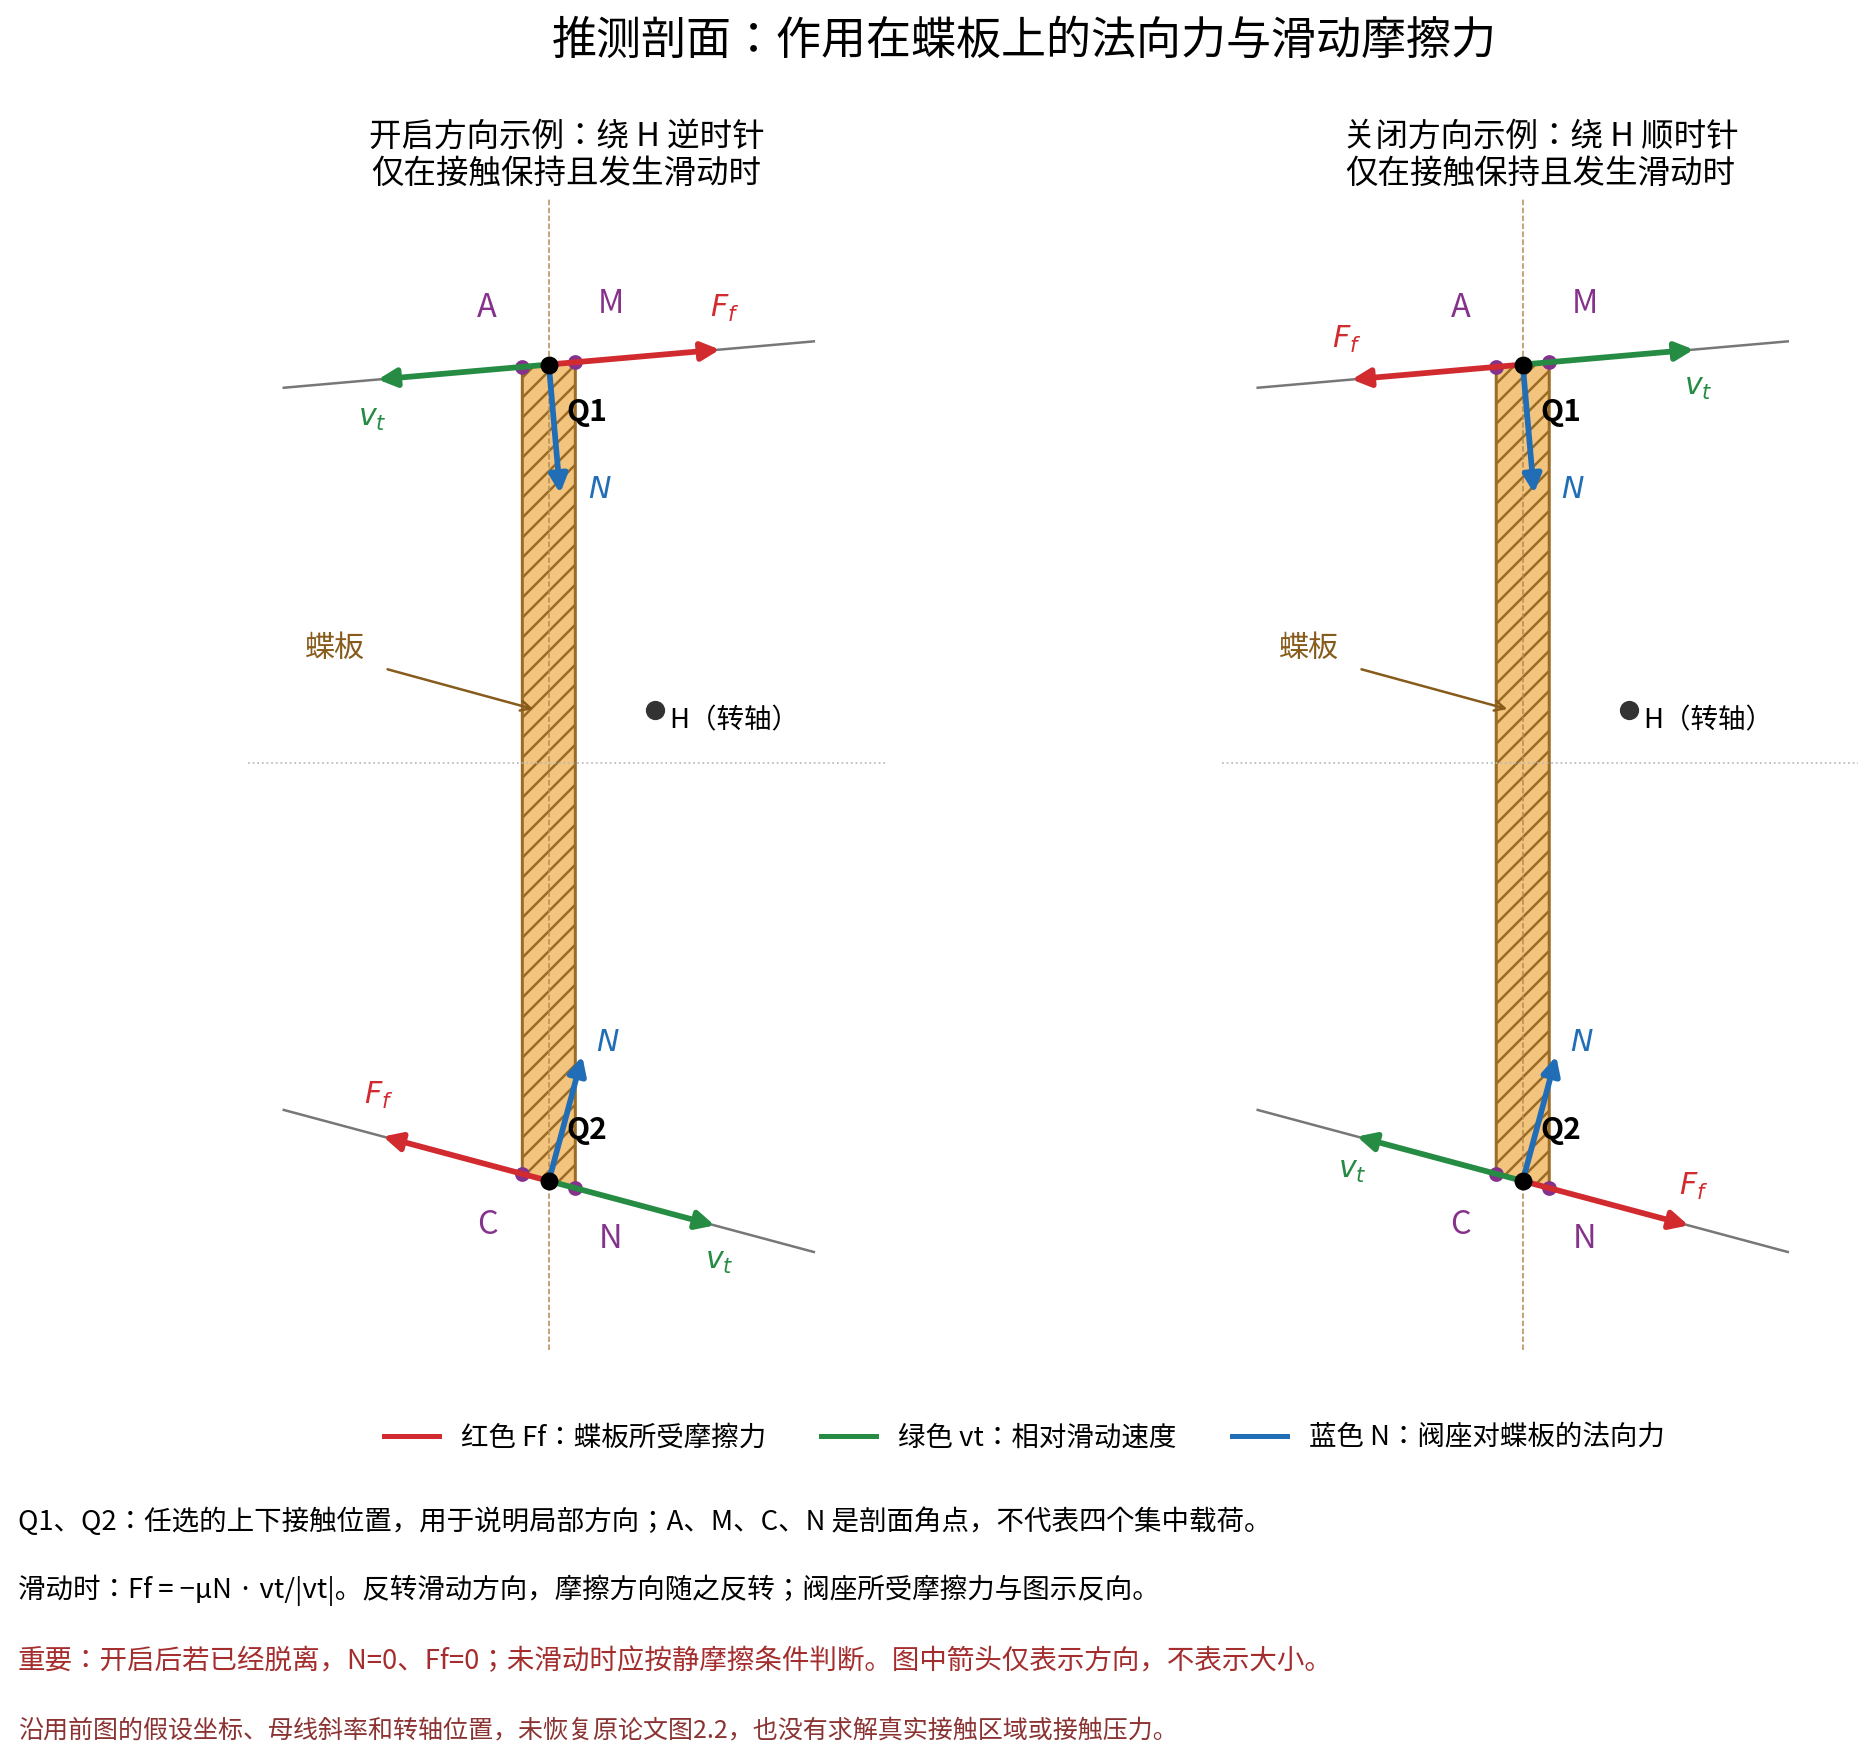 推测剖面：作用在蝶板上的法向力与滑动摩擦力
开启方向示例：绕 H 逆时针
仅在接触保持且发生滑动时
A
M
Ff
vt
Q1
N
蝶板
H（转轴）
N
Ff
Q2
C
N
vt
关闭方向示例：绕 H 顺时针
仅在接触保持且发生滑动时
A
M
Ff
vt
Q1
N
蝶板
H（转轴）
N
Q2
vt
Ff
C
N
红色 Ff：蝶板所受摩擦力
绿色 vt：相对滑动速度
蓝色 N：阀座对蝶板的法向力
Q1、Q2：任选的上下接触位置，用于说明局部方向；A、M、C、N 是剖面角点，不代表四个集中载荷。
滑动时：Ff = −μN · vt/|vt|。反转滑动方向，摩擦方向随之反转；阀座所受摩擦力与图示反向。
重要：开启后若已经脱离，N=0、Ff=0；未滑动时应按静摩擦条件判断。图中箭头仅表示方向，不表示大小。
沿用前图的假设坐标、母线斜率和转轴位置，未恢复原论文图2.2，也没有求解真实接触区域或接触压力。